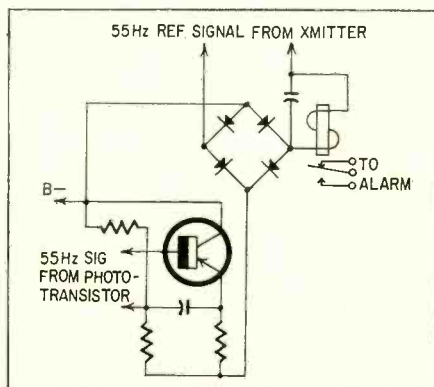 55Hz REF SIGNAL FROM XMITTER
TO
ALARM
B–
55Hz SIG
FROM PHOTO-
TRANSISTOR